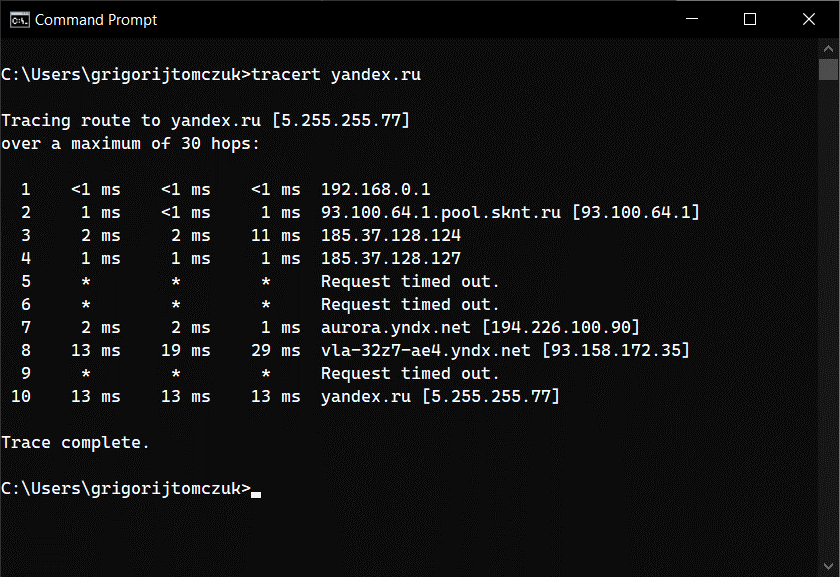 Command Prompt
C:\Users\grigorijtomczuk>tracert yandex.ru
Tracing route to yandex.ru [5.255.255.77]
over a maximum of 30 hops:
1 <1 ms <1 ms <1 ms 192.168.0.1
2 1 ms <1 ms 1 ms 93.100.64.1.pool.sknt.ru [93.100.64.1]
3 2 ms 2 ms 11 ms 185.37.128.124
4 1 ms 1 ms 1 ms 185.37.128.127
5 * * * Request timed out.
6 * * * Request timed out.
7 2 ms 2 ms 1 ms aurora.yndx.net [194.226.100.90]
8 13 ms 19 ms 29 ms vla-32z7-ae4.yndx.net [93.158.172.35]
9 * * * Request timed out.
10 13 ms 13 ms 13 ms yandex.ru [5.255.255.77]
Trace complete.
C:\Users\grigorijtomczuk>